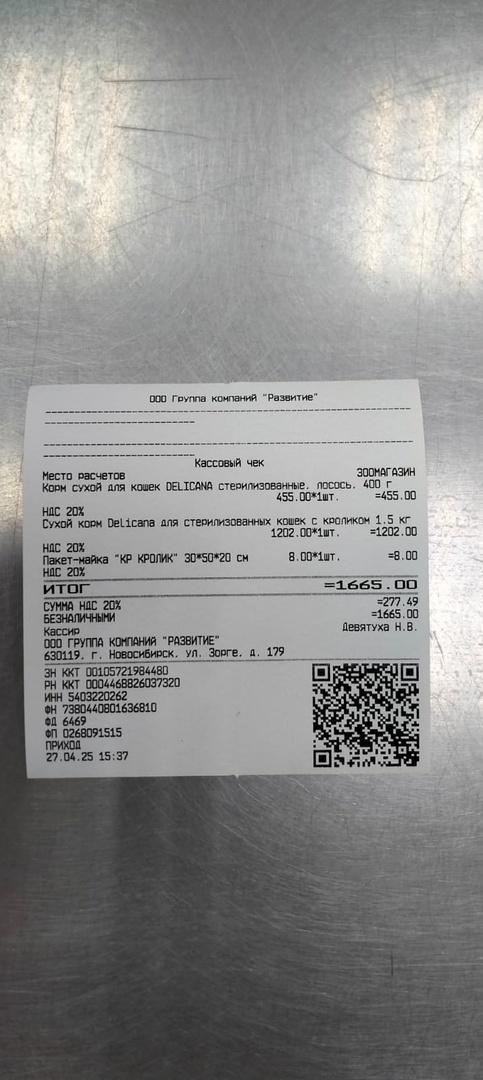 ООО Группа компаний "Развитие"
Кассовый чек
Место расчетов ЗООМАГАЗИН
Корм сухой для кошек DELICANA стерилизованные, лосось, 400 г
455.00*1шт. =455.00
НДС 20%
Сухой корм Delicana для стерилизованных кошек с кроликом 1.5 кг
1202.00*1шт. =1202.00
НДС 20%
Пакет-майка "КР КРОЛИК" 30*50*20 см 8.00*1шт. =8.00
НДС 20%
ИТОГ =1665.00
СУММА НДС 20% =277.49
БЕЗНАЛИЧНЫМИ =1665.00
Кассир Девятуха Н.В.
ООО ГРУППА КОМПАНИЙ "РАЗВИТИЕ"
630119, г. Новосибирск, ул. Зорге, д. 179
ЗН ККТ 00105721984480
РН ККТ 0004468826037320
ИНН 5403220262
ФН 7380440801636810
ФД 6469
ФП 0268091515
ПРИХОД
27.04.25 15:37